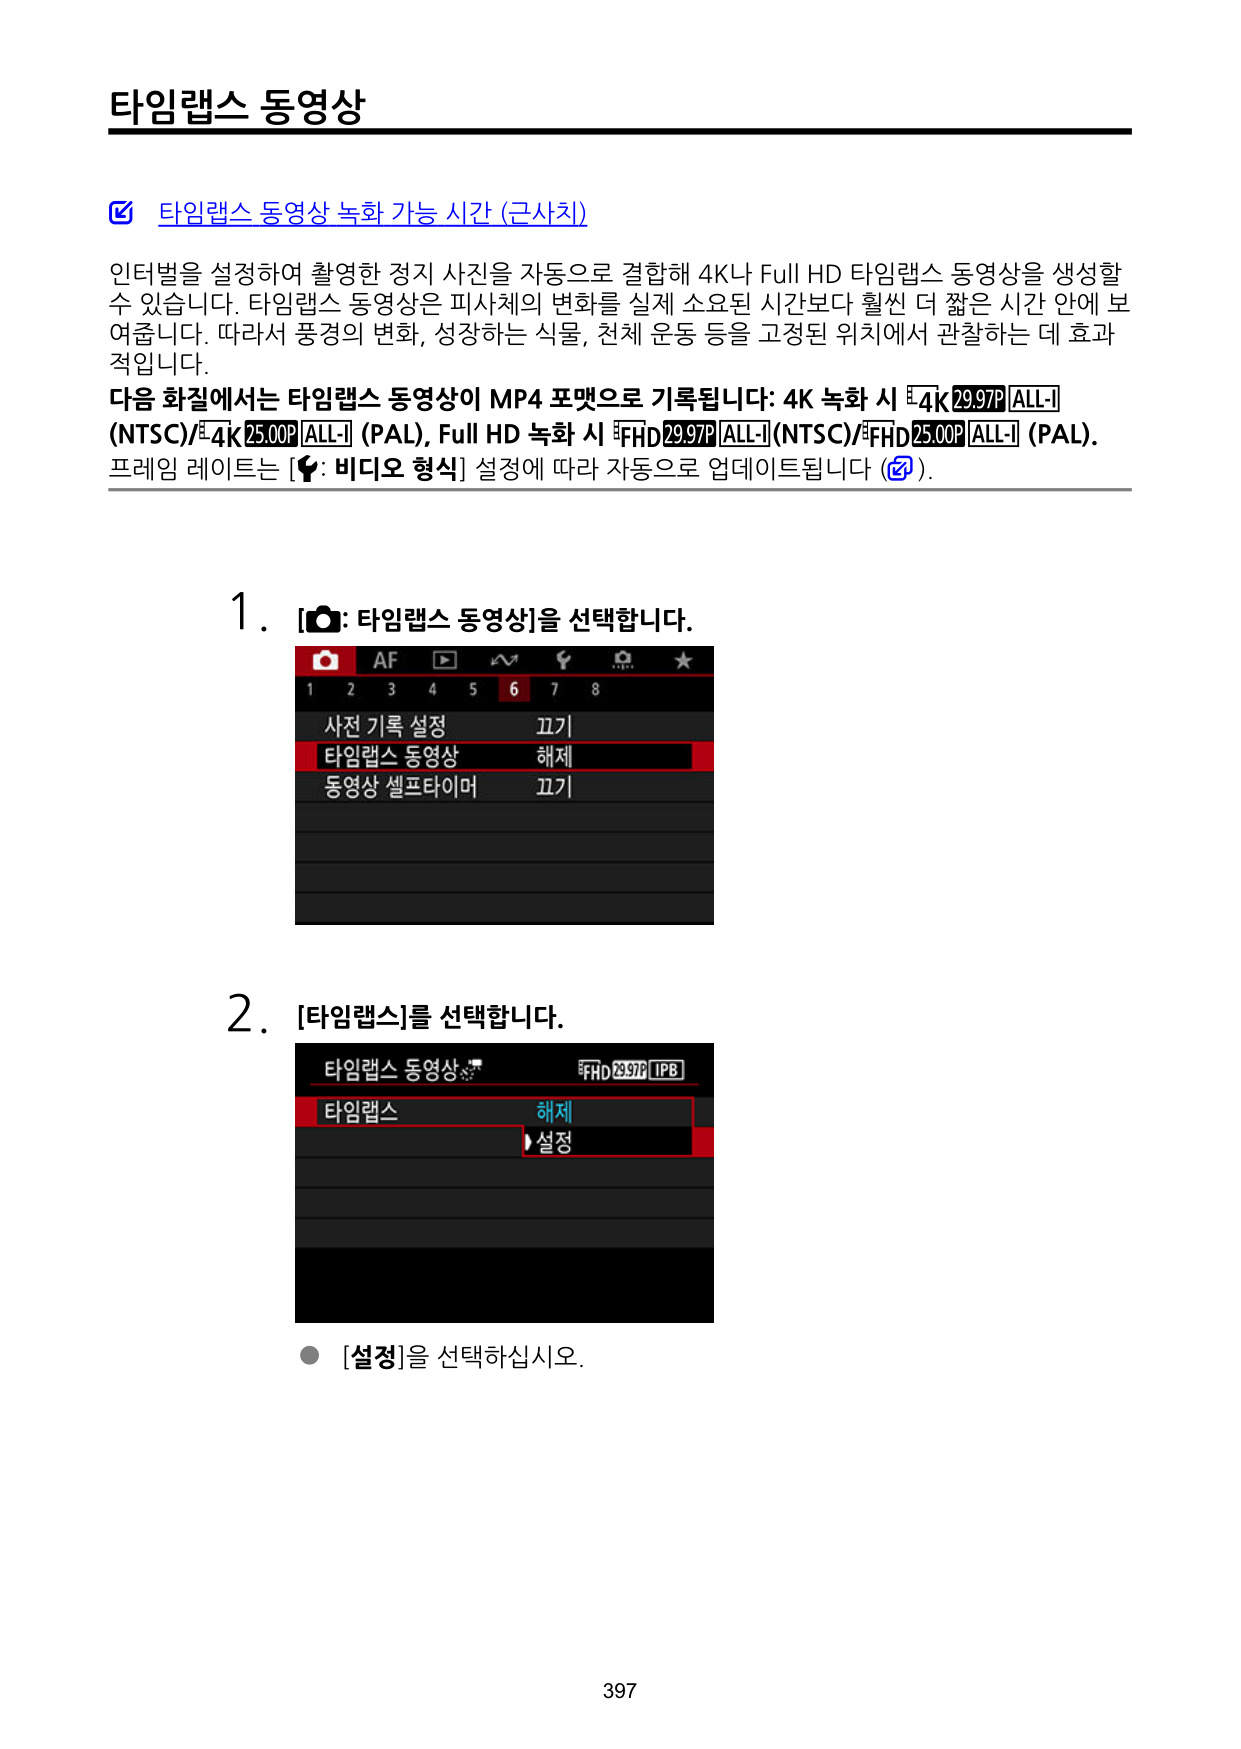 타임랩스 동영상
타임랩스 동영상 녹화 가능 시간 (근사치)
인터벌을 설정하여 촬영한 정지 사진을 자동으로 결합해 4K나 Full HD 타임랩스 동영상을 생성할
수 있습니다. 타임랩스 동영상은 피사체의 변화를 실제 소요된 시간보다 훨씬 더 짧은 시간 안에 보
여줍니다. 따라서 풍경의 변화, 성장하는 식물, 천체 운동 등을 고정된 위치에서 관찰하는 데 효과
적입니다.
다음 화질에서는 타임랩스 동영상이 MP4 포맷으로 기록됩니다: 4K 녹화 시 4K 29.97P ALL-I
(NTSC)/4K 25.00P ALL-I (PAL), Full HD 녹화 시 FHD 29.97P ALL-I (NTSC)/FHD 25.00P ALL-I (PAL).
프레임 레이트는 [: 비디오 형식] 설정에 따라 자동으로 업데이트됩니다 ( ).
1. [: 타임랩스 동영상]을 선택합니다.
AF
1 2 3 4 5 6 7 8
사전 기록 설정 끄기
타임랩스 동영상 해제
동영상 셀프타이머 끄기
2. [타임랩스]를 선택합니다.
타임랩스 동영상 FHD 29.97P IPB
타임랩스 해제
설정
● [설정]을 선택하십시오.
397